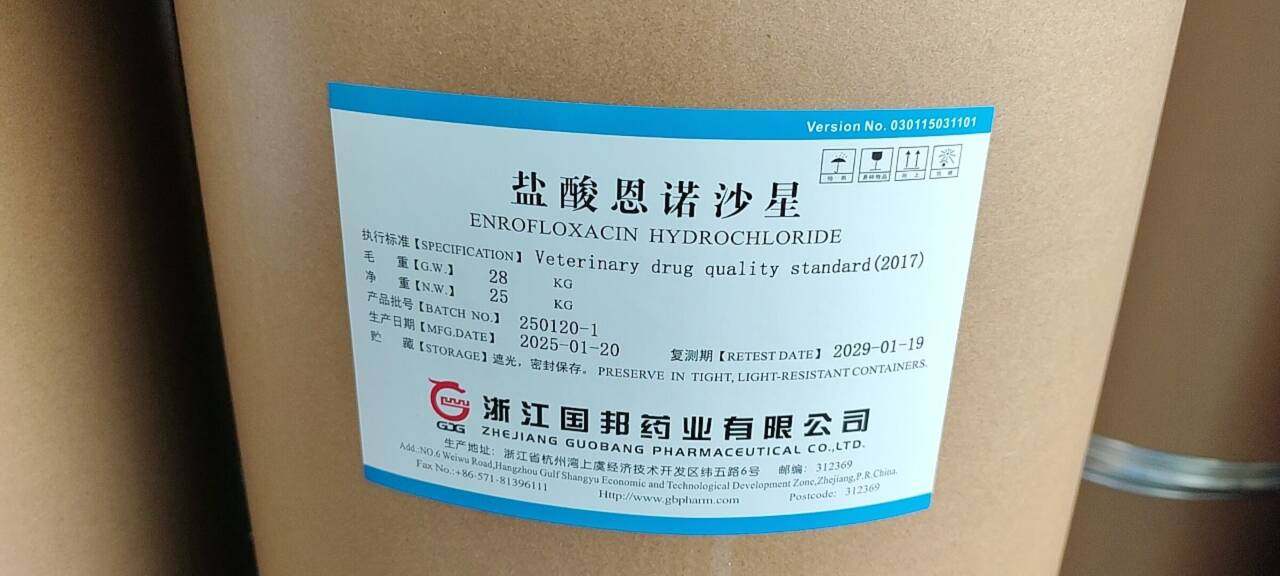 Version No. 030115031101
盐酸恩诺沙星
ENROFLOXACIN HYDROCHLORIDE
执行标准【SPECIFICATION】 Veterinary drug quality standard(2017)
毛 重【G.W.】 28 KG
净 重【N.W.】 25 KG
产品批号【BATCH NO.】 250120-1
生产日期【MFG.DATE】 2025-01-20 复测期【RETEST DATE】 2029-01-19
贮 藏【STORAGE】遮光，密封保存。 PRESERVE IN TIGHT, LIGHT-RESISTANT CONTAINERS.
GBG
浙江国邦药业有限公司
ZHEJIANG GUOBANG PHARMACEUTICAL CO.,LTD.
生产地址：浙江省杭州湾上虞经济技术开发区纬五路6号 邮编：312369
Add.:NO.6 Weiwu Road,Hangzhou Gulf Shangyu Economic and Technological Development Zone,Zhejiang,P.R.China.
Fax No.:+86-571-81396111 Http://www.gbpharm.com Postcode: 312369